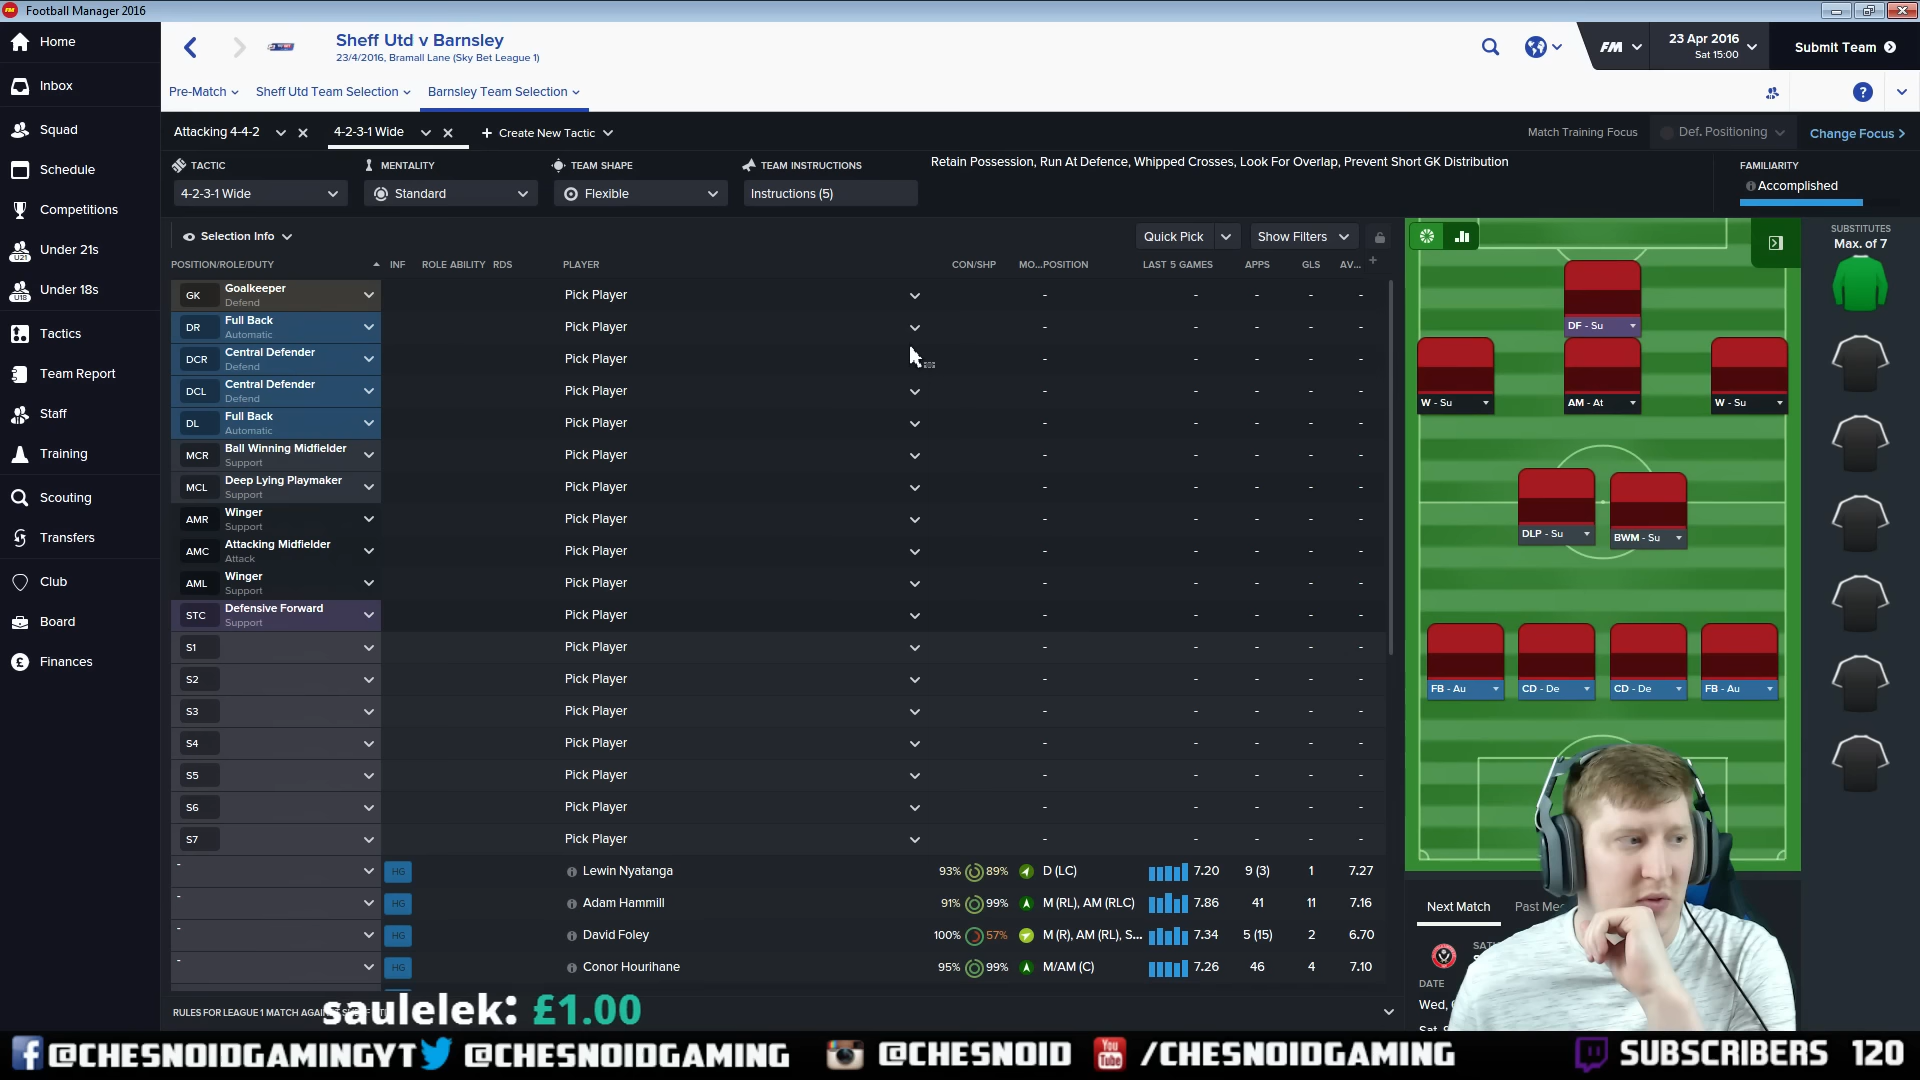 Football Manager 2016
Home
Inbox
Squad
Schedule
Competitions
Under 21s
Under 18s
Tactics
Team Report
Staff
Training
Scouting
Transfers
Club
Board
Finances
Sheff Utd v Barnsley
23/4/2016, Bramall Lane (Sky Bet League 1)
FM
23 Apr 2016
Sat 15:00
Submit Team
Pre-Match
Sheff Utd Team Selection
Barnsley Team Selection
Attacking 4-4-2
4-2-3-1 Wide
Create New Tactic
Match Training Focus
Def. Positioning
Change Focus >
TACTIC
4-2-3-1 Wide
MENTALITY
Standard
TEAM SHAPE
Flexible
TEAM INSTRUCTIONS
Instructions (5)
Retain Possession, Run At Defence, Whipped Crosses, Look For Overlap, Prevent Short GK Distribution
FAMILIARITY
Accomplished
Selection Info
Quick Pick
Show Filters
POSITION/ROLE/DUTY INF ROLE ABILITY RDS PLAYER CON/SHP MO... POSITION LAST 5 GAMES APPS GLS AV...
GK Goalkeeper Defend Pick Player - - - - -
DR Full Back Automatic Pick Player - - - - -
DCR Central Defender Defend Pick Player - - - - -
DCL Central Defender Defend Pick Player - - - - -
DL Full Back Automatic Pick Player - - - - -
MCR Ball Winning Midfielder Support Pick Player - - - - -
MCL Deep Lying Playmaker Support Pick Player - - - - -
AMR Winger Support Pick Player - - - - -
AMC Attacking Midfielder Attack Pick Player - - - - -
AML Winger Support Pick Player - - - - -
STC Defensive Forward Support Pick Player - - - - -
S1 Pick Player - - - - -
S2 Pick Player - - - - -
S3 Pick Player - - - - -
S4 Pick Player - - - - -
S5 Pick Player - - - - -
S6 Pick Player - - - - -
S7 Pick Player - - - - -
- HG Lewin Nyatanga 93% 89% D (LC) 7.20 9 (3) 1 7.27
- HG Adam Hammill 91% 99% M (RL), AM (RLC) 7.86 41 11 7.16
- HG David Foley 100% 57% M (R), AM (RL), S... 7.34 5 (15) 2 6.70
- HG Conor Hourihane 95% 99% M/AM (C) 7.26 46 4 7.10
RULES FOR LEAGUE 1 MATCH
saulelek: £1.00
SUBSTITUTES
Max. of 7
DF - Su
W - Su
AM - At
W - Su
DLP - Su
BWM - Su
FB - Au
CD - De
CD - De
FB - Au
Next Match
Past
DATE
Wed,
@CHESNOIDGAMINGYT @CHESNOIDGAMING @CHESNOID You Tube /CHESNOIDGAMING SUBSCRIBERS 120